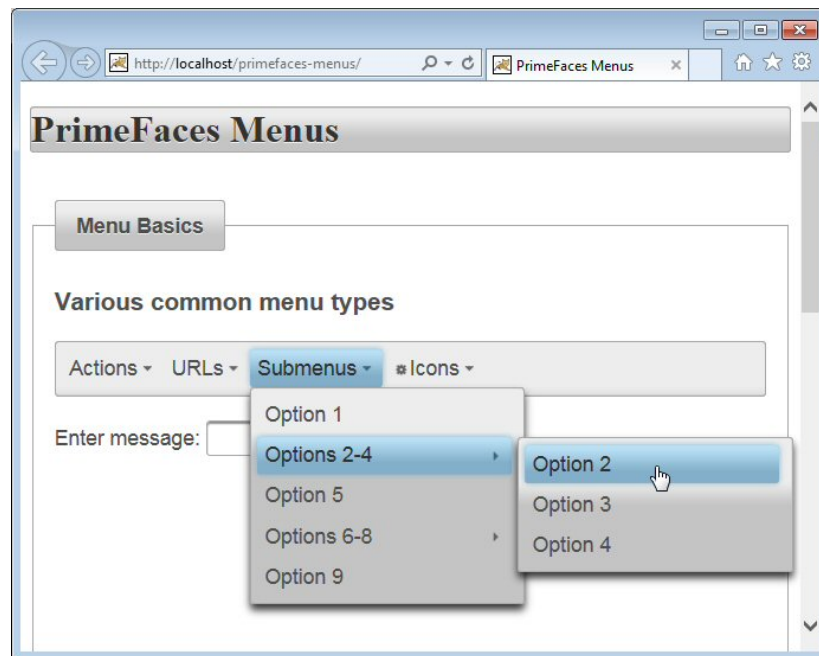 http://localhost/primefaces-menus/
PrimeFaces Menus
PrimeFaces Menus
Menu Basics
Various common menu types
Actions URLs Submenus Icons
Enter message:
Option 1
Options 2-4
Option 5
Options 6-8
Option 9
Option 2
Option 3
Option 4